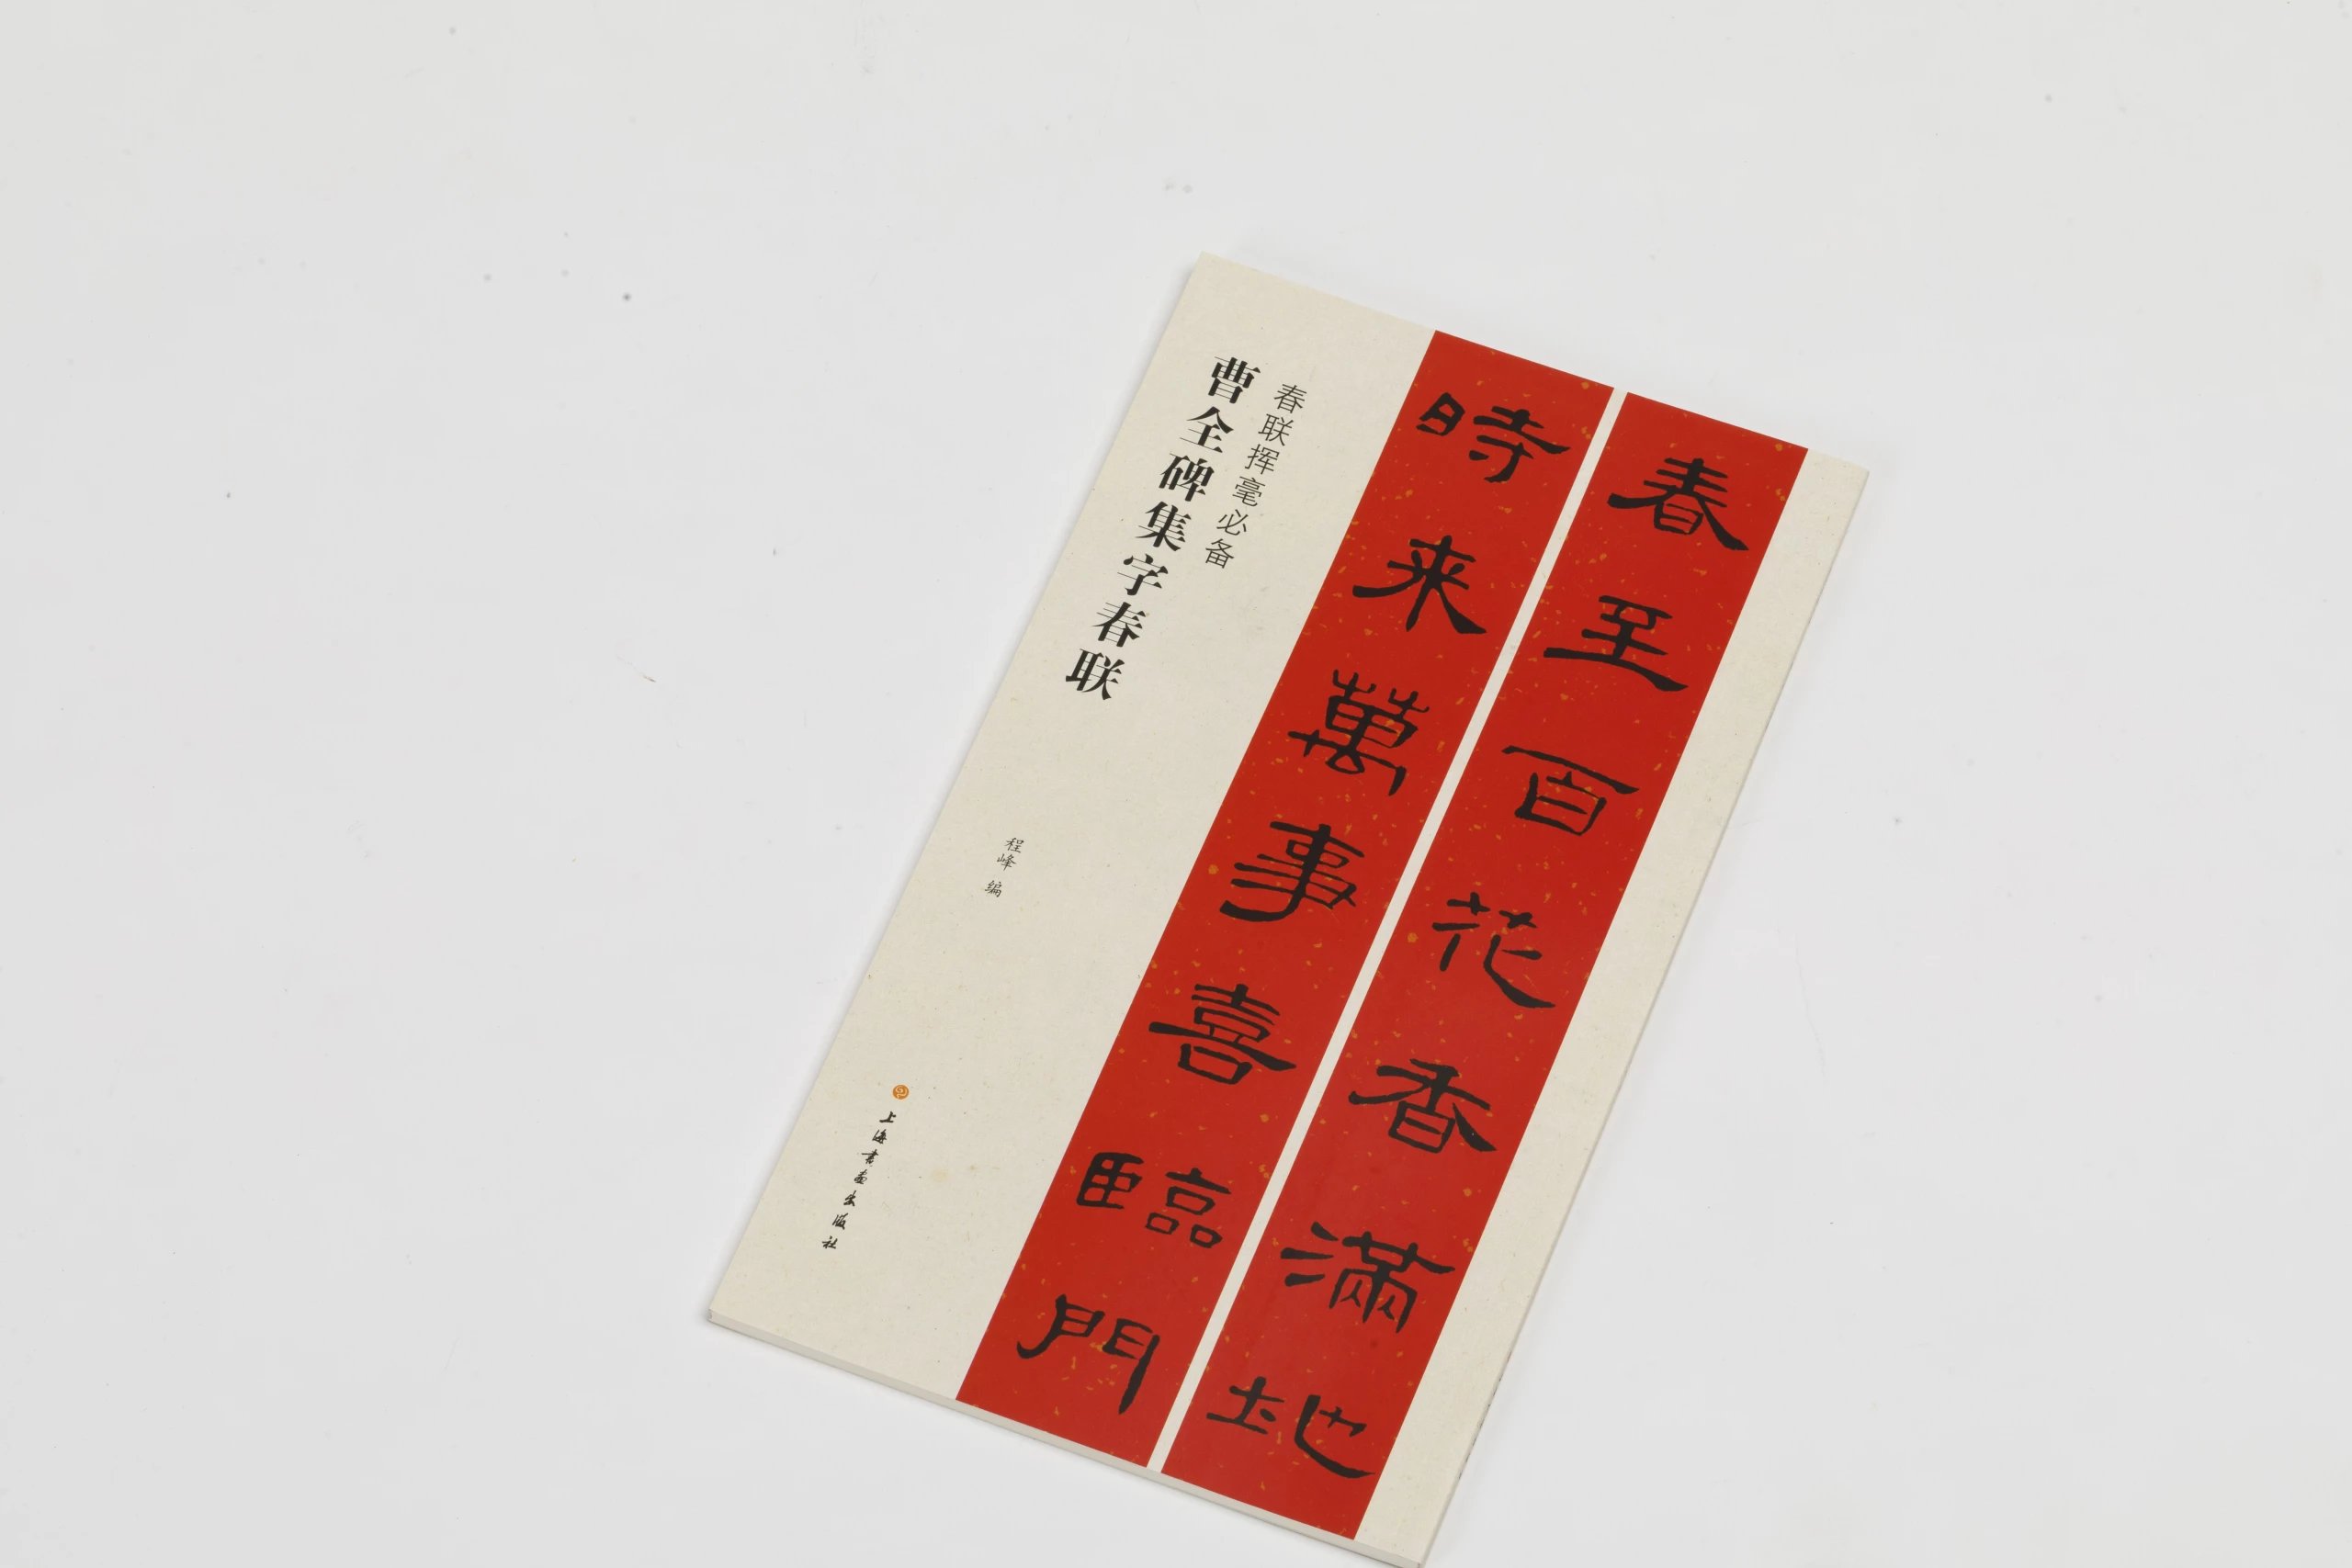 春至百花香滿地
時来萬事喜臨門
春联挥毫必备
曹全碑集字春联
程峰 编
上海书画出版社